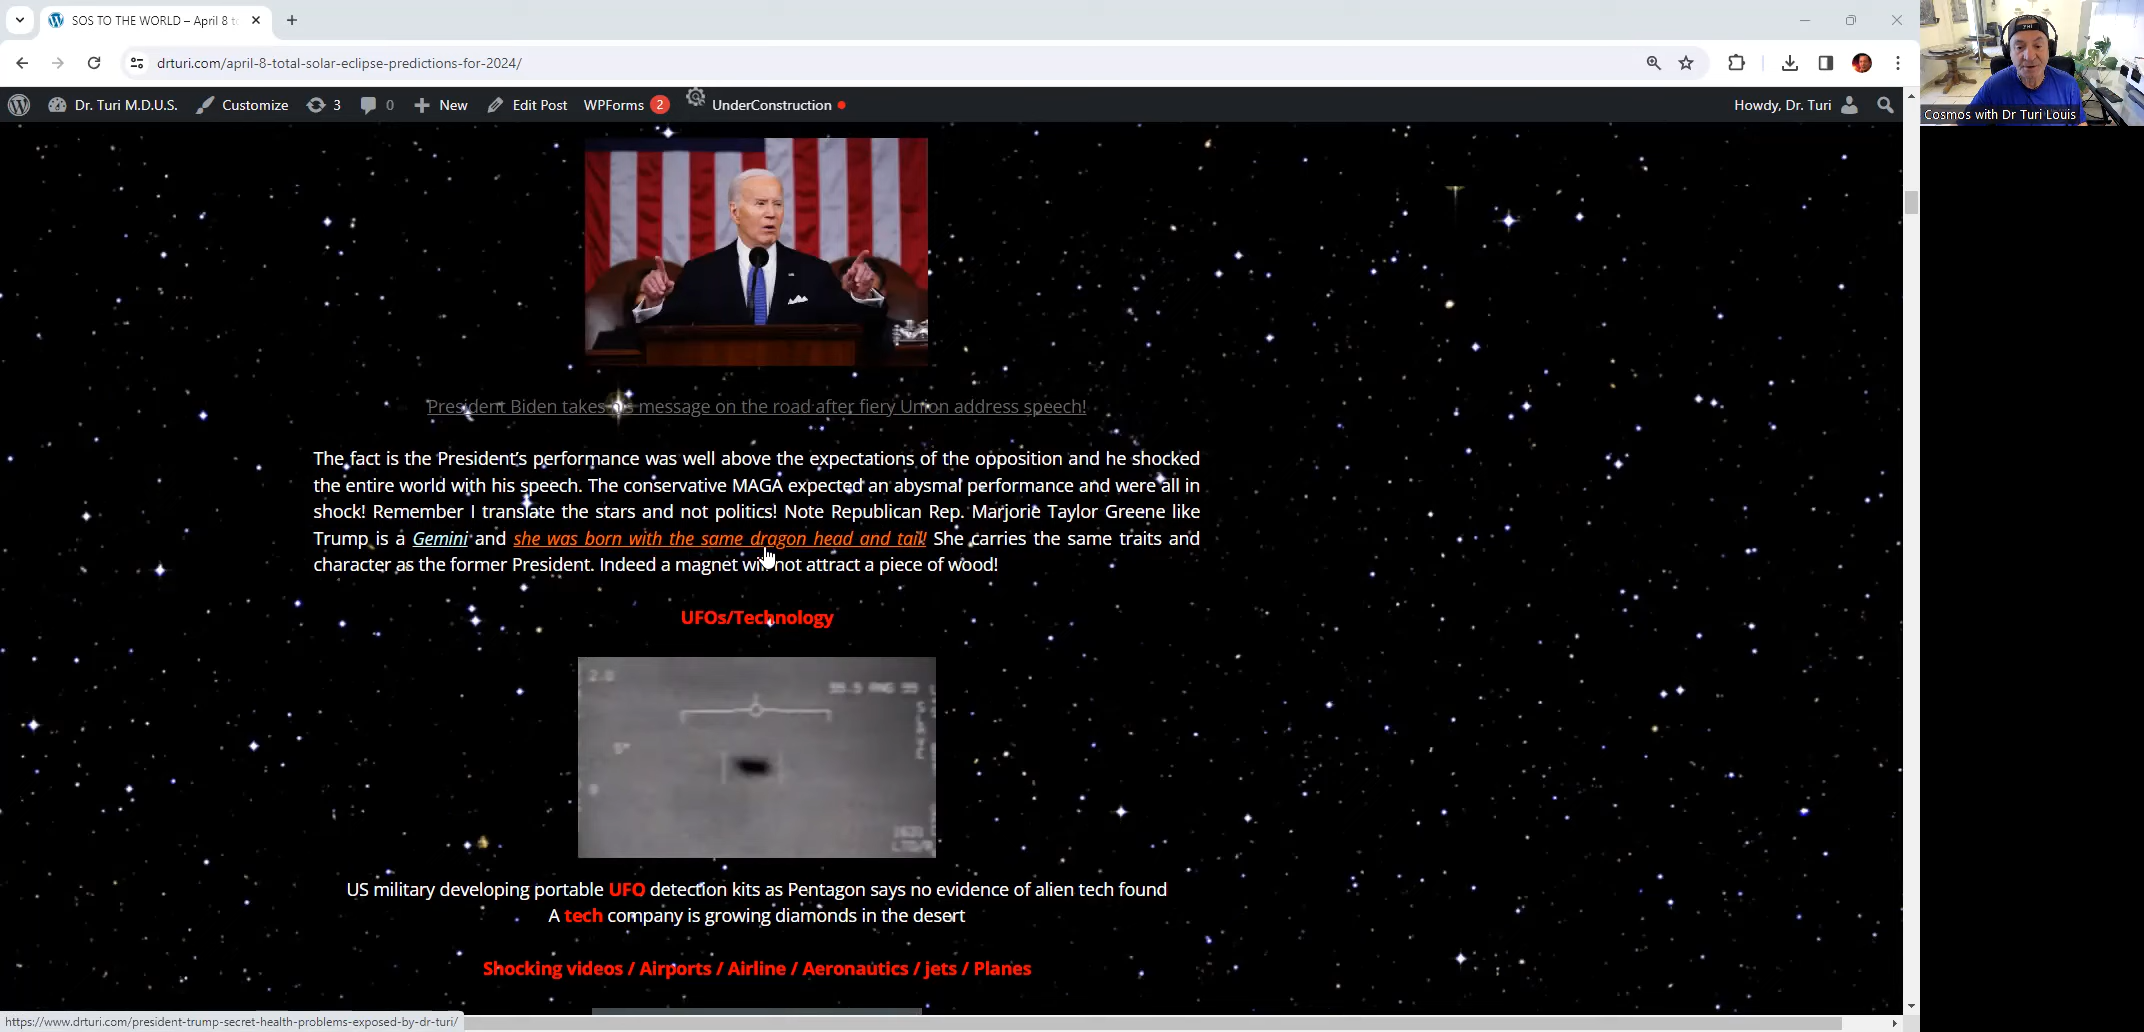 SOS TO THE WORLD – April 8 t
drturi.com/april-8-total-solar-eclipse-predictions-for-2024/
Dr. Turi M.D.U.S. Customize 3 0 New Edit Post WPForms 2 UnderConstruction Howdy, Dr. Turi
Cosmos with Dr Turi Louis
President Biden takes his message on the road after fiery Union address speech!
The fact is the President's performance was well above the expectations of the opposition and he shocked
the entire world with his speech. The conservative MAGA expected an abysmal performance and were all in
shock! Remember I translate the stars and not politics! Note Republican Rep. Marjorie Taylor Greene like
Trump is a Gemini and she was born with the same dragon head and tail! She carries the same traits and
character as the former President. Indeed a magnet will not attract a piece of wood!
UFOs/Technology
2.0
5°
US military developing portable UFO detection kits as Pentagon says no evidence of alien tech found
A tech company is growing diamonds in the desert
Shocking videos / Airports / Airline / Aeronautics / jets / Planes
https://www.drturi.com/president-trump-secret-health-problems-exposed-by-dr-turi/